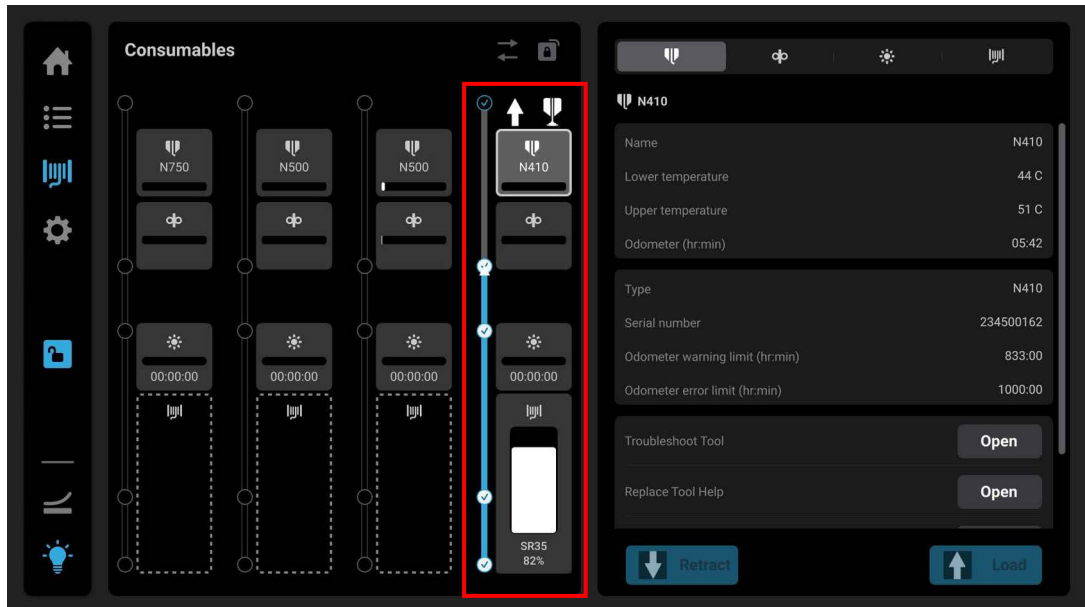 Consumables
N750
N500
N500
N410
00:00:00
00:00:00
00:00:00
00:00:00
SR35
82%
N410
Name N410
Lower temperature 44 C
Upper temperature 51 C
Odometer (hr:min) 05:42
Type N410
Serial number 234500162
Odometer warning limit (hr:min) 833:00
Odometer error limit (hr:min) 1000:00
Troubleshoot Tool Open
Replace Tool Help Open
Retract
Load